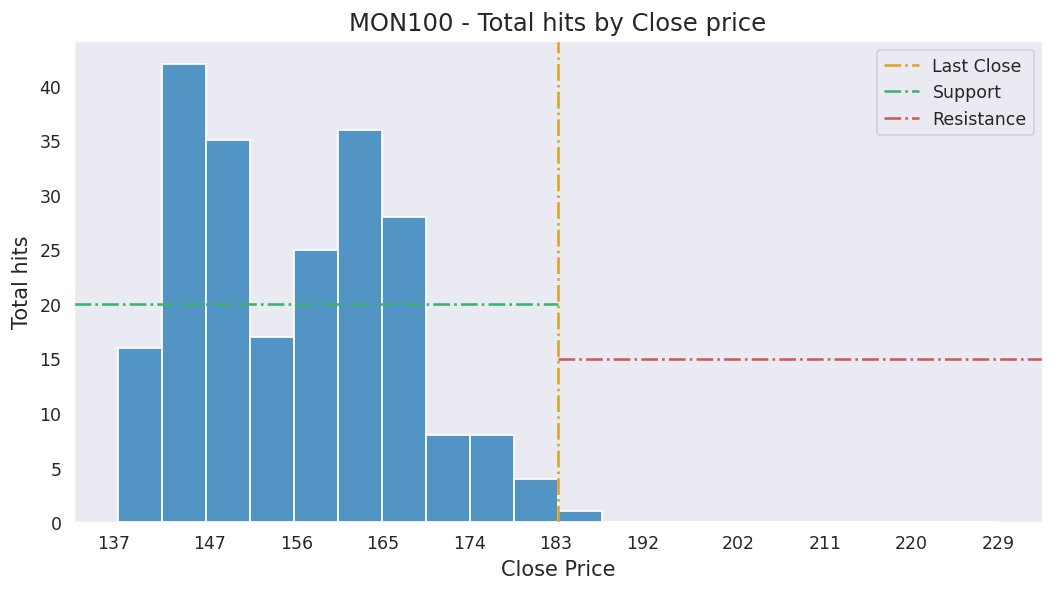 MON100 - Total hits by Close price
Last Close
Support
Resistance
Total hits
40
35
30
25
20
15
10
5
0
137 147 156 165 174 183 192 202 211 220 229
Close Price